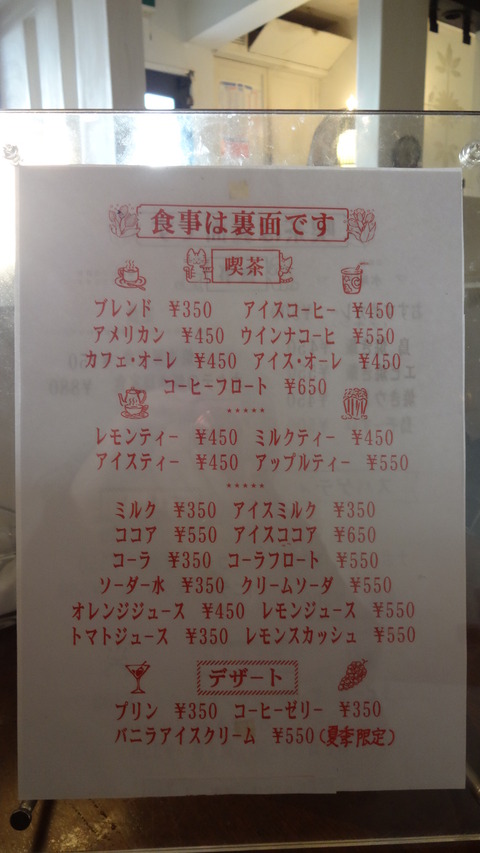 食事は裏面です
喫茶
ブレンド ¥350 アイスコーヒー ¥450
アメリカン ¥450 ウインナコーヒ ¥550
カフェ・オーレ ¥450 アイス・オーレ ¥450
コーヒーフロート ¥650
*****
レモンティー ¥450 ミルクティー ¥450
アイスティー ¥450 アップルティー ¥550
*****
ミルク ¥350 アイスミルク ¥350
ココア ¥550 アイスココア ¥650
コーラ ¥350 コーラフロート ¥550
ソーダー水 ¥350 クリームソーダ ¥550
オレンジジュース ¥450 レモンジュース ¥550
トマトジュース ¥350 レモンスカッシュ ¥550
デザート
プリン ¥350 コーヒーゼリー ¥350
バニラアイスクリーム ¥550(夏季限定)